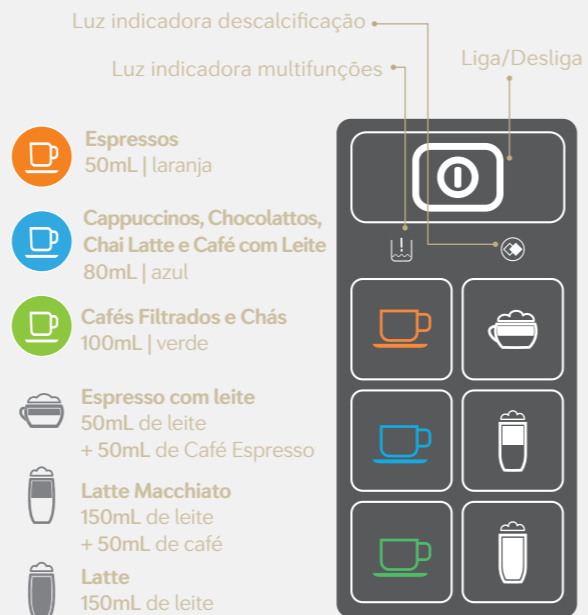 Luz indicadora descalcificação
Luz indicadora multifunções
Liga/Desliga
Espressos
50mL | laranja
Cappuccinos, Chocolattos,
Chai Latte e Café com Leite
80mL | azul
Cafés Filtrados e Chás
100mL | verde
Espresso com leite
50mL de leite
+ 50mL de Café Espresso
Latte Macchiato
150mL de leite
+ 50mL de café
Latte
150mL de leite